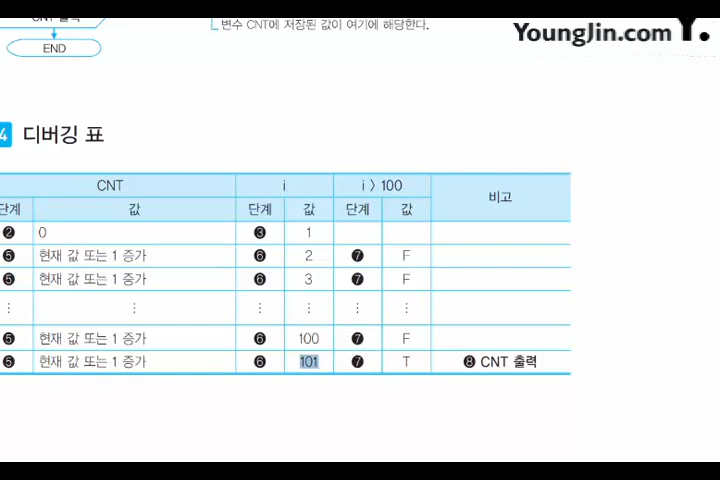 CNT 출력
변수 CNT에 저장된 값이 여기에 해당한다.
YoungJin.com Y.
END
4 디버깅 표
CNT i i > 100 비고
단계 값 단계 값 단계 값
❷ 0 ❸ 1
❺ 현재 값 또는 1 증가 ❻ 2 ❼ F
❺ 현재 값 또는 1 증가 ❻ 3 ❼ F
⋮ ⋮ ⋮ ⋮ ⋮ ⋮
❺ 현재 값 또는 1 증가 ❻ 100 ❼ F
❺ 현재 값 또는 1 증가 ❻ 101 ❼ T ❽ CNT 출력